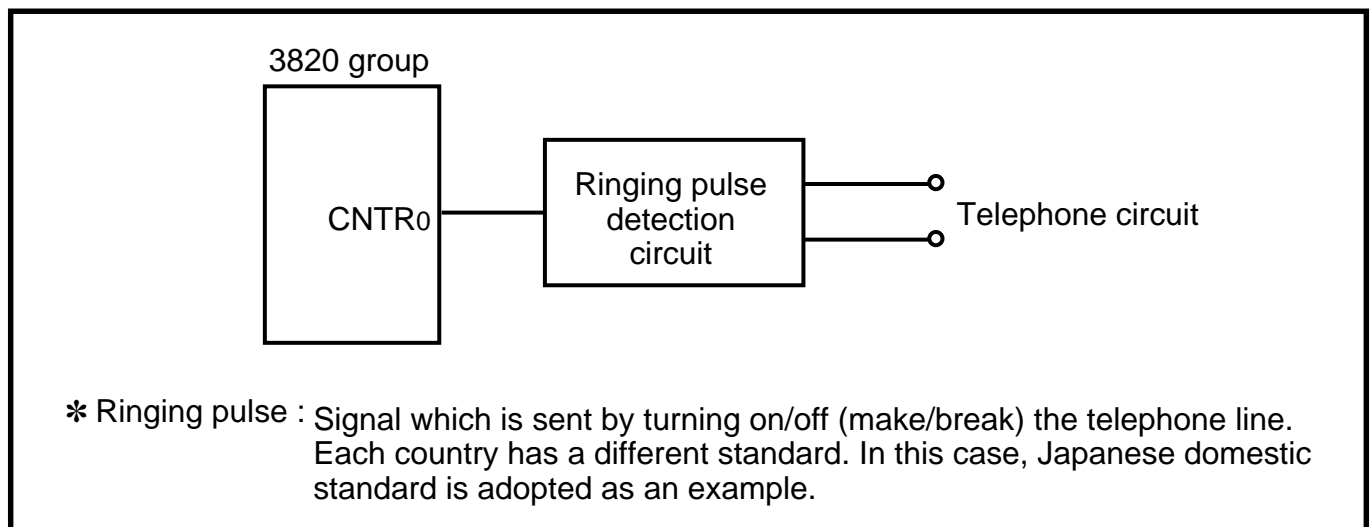 3820 group
CNTR0
Ringing pulse
detection
circuit
Telephone circuit
✽ Ringing pulse : Signal which is sent by turning on/off (make/break) the telephone line.
Each country has a different standard. In this case, Japanese domestic
standard is adopted as an example.